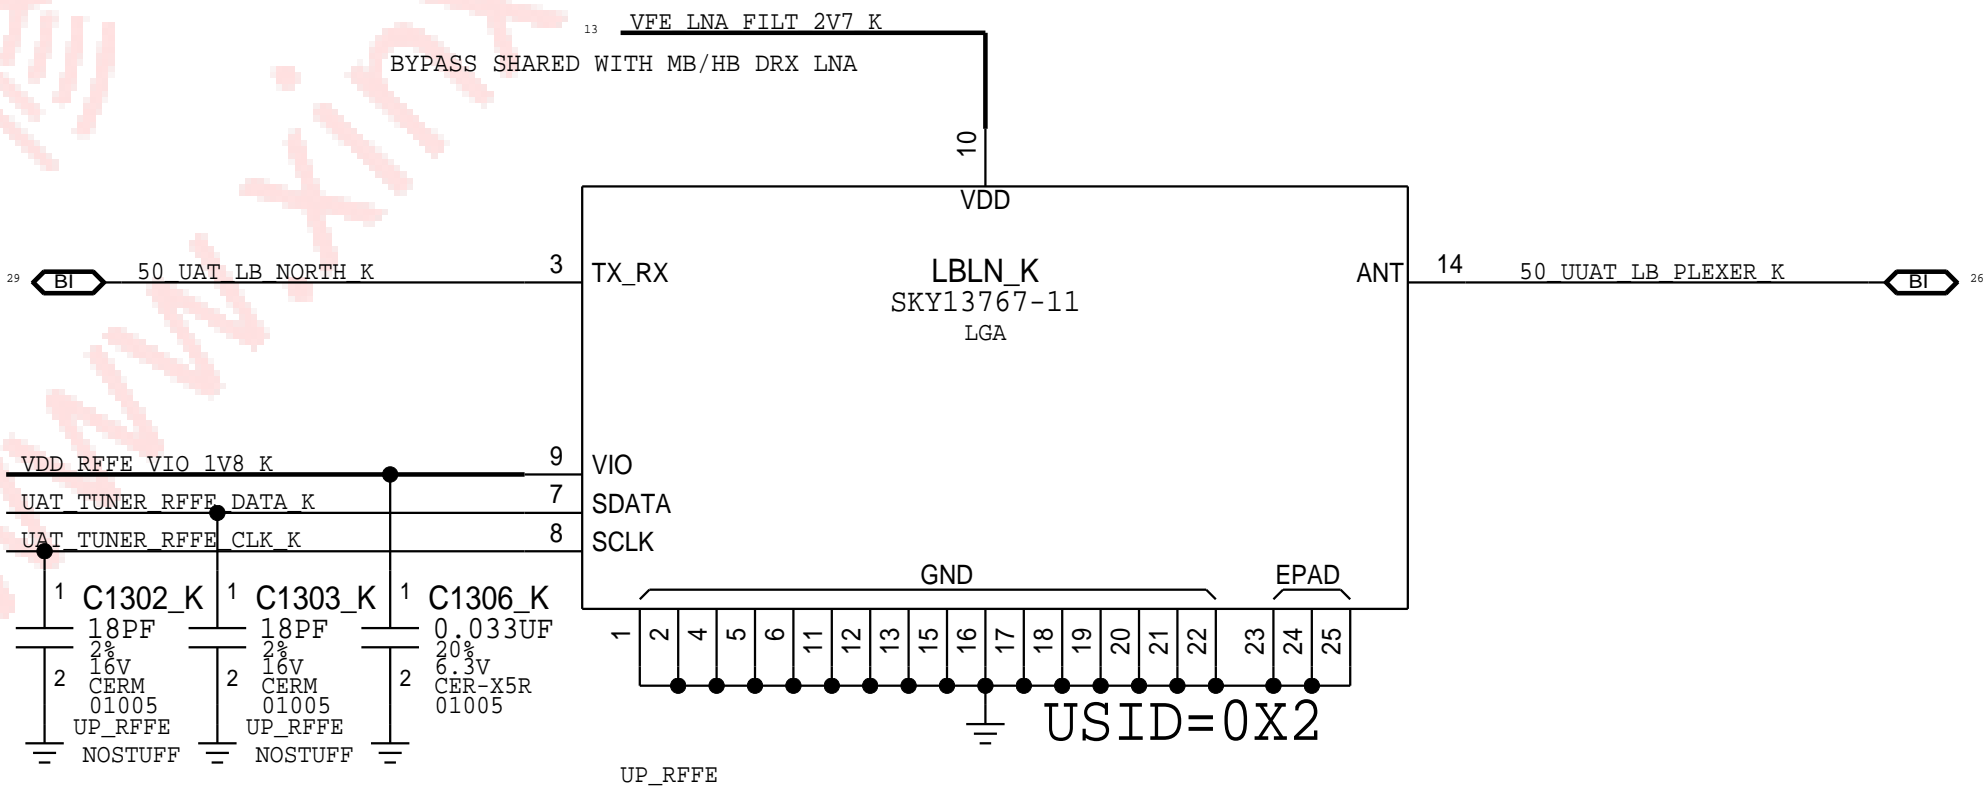 13 VFE_LNA_FILT_2V7_K
BYPASS SHARED WITH MB/HB DRX LNA
10
VDD
29 BI 50_UAT_LB_NORTH_K 3 TX_RX
LBLN_K
SKY13767-11
LGA
ANT 14 50_UUAT_LB_PLEXER_K BI 26
VDD_RFFE_VIO_1V8_K 9 VIO
UAT_TUNER_RFFE_DATA_K 7 SDATA
UAT_TUNER_RFFE_CLK_K 8 SCLK
GND EPAD
1 2 4 5 6 11 12 13 15 16 17 18 19 20 21 22 23 24 25
1 C1302_K
18PF
2%
16V
2 CERM
01005
UP_RFFE
NOSTUFF
1 C1303_K
18PF
2%
16V
2 CERM
01005
UP_RFFE
NOSTUFF
1 C1306_K
0.033UF
20%
6.3V
2 CER-X5R
01005
USID=0X2
UP_RFFE
www.xin